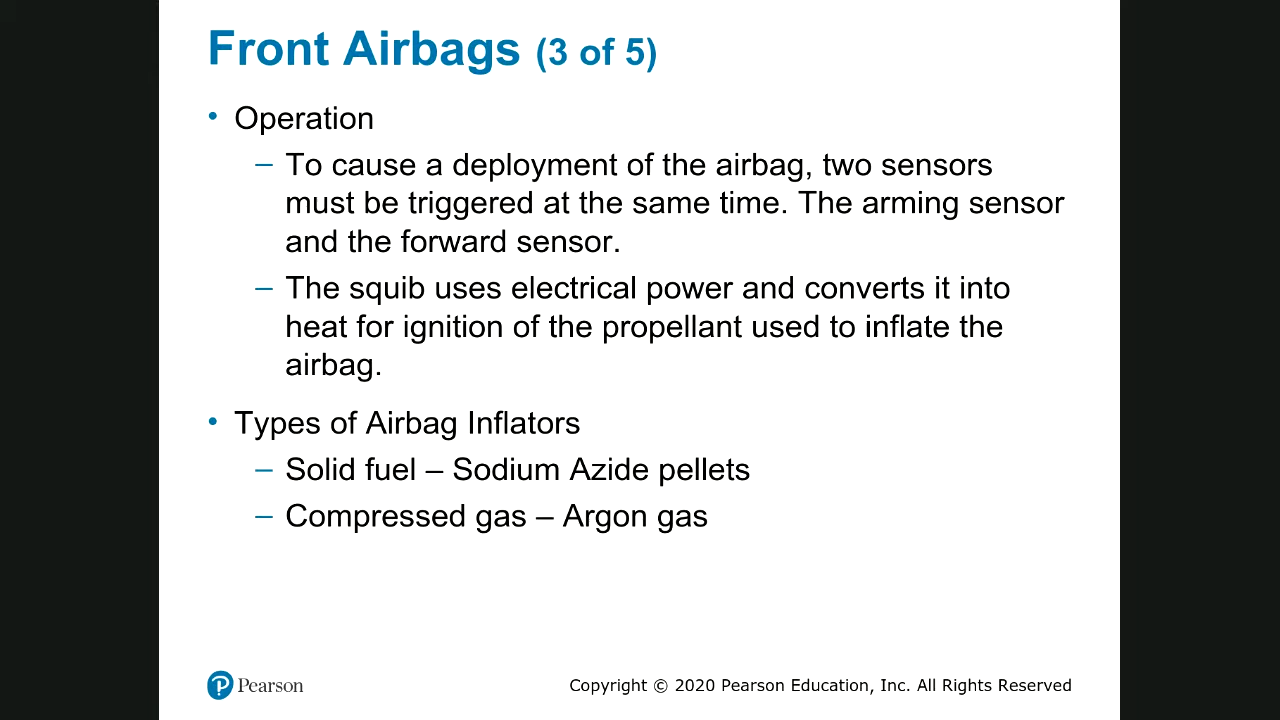 Front Airbags (3 of 5)
• Operation
– To cause a deployment of the airbag, two sensors
must be triggered at the same time. The arming sensor
and the forward sensor.
– The squib uses electrical power and converts it into
heat for ignition of the propellant used to inflate the
airbag.
• Types of Airbag Inflators
– Solid fuel – Sodium Azide pellets
– Compressed gas – Argon gas
Pearson
Copyright © 2020 Pearson Education, Inc. All Rights Reserved